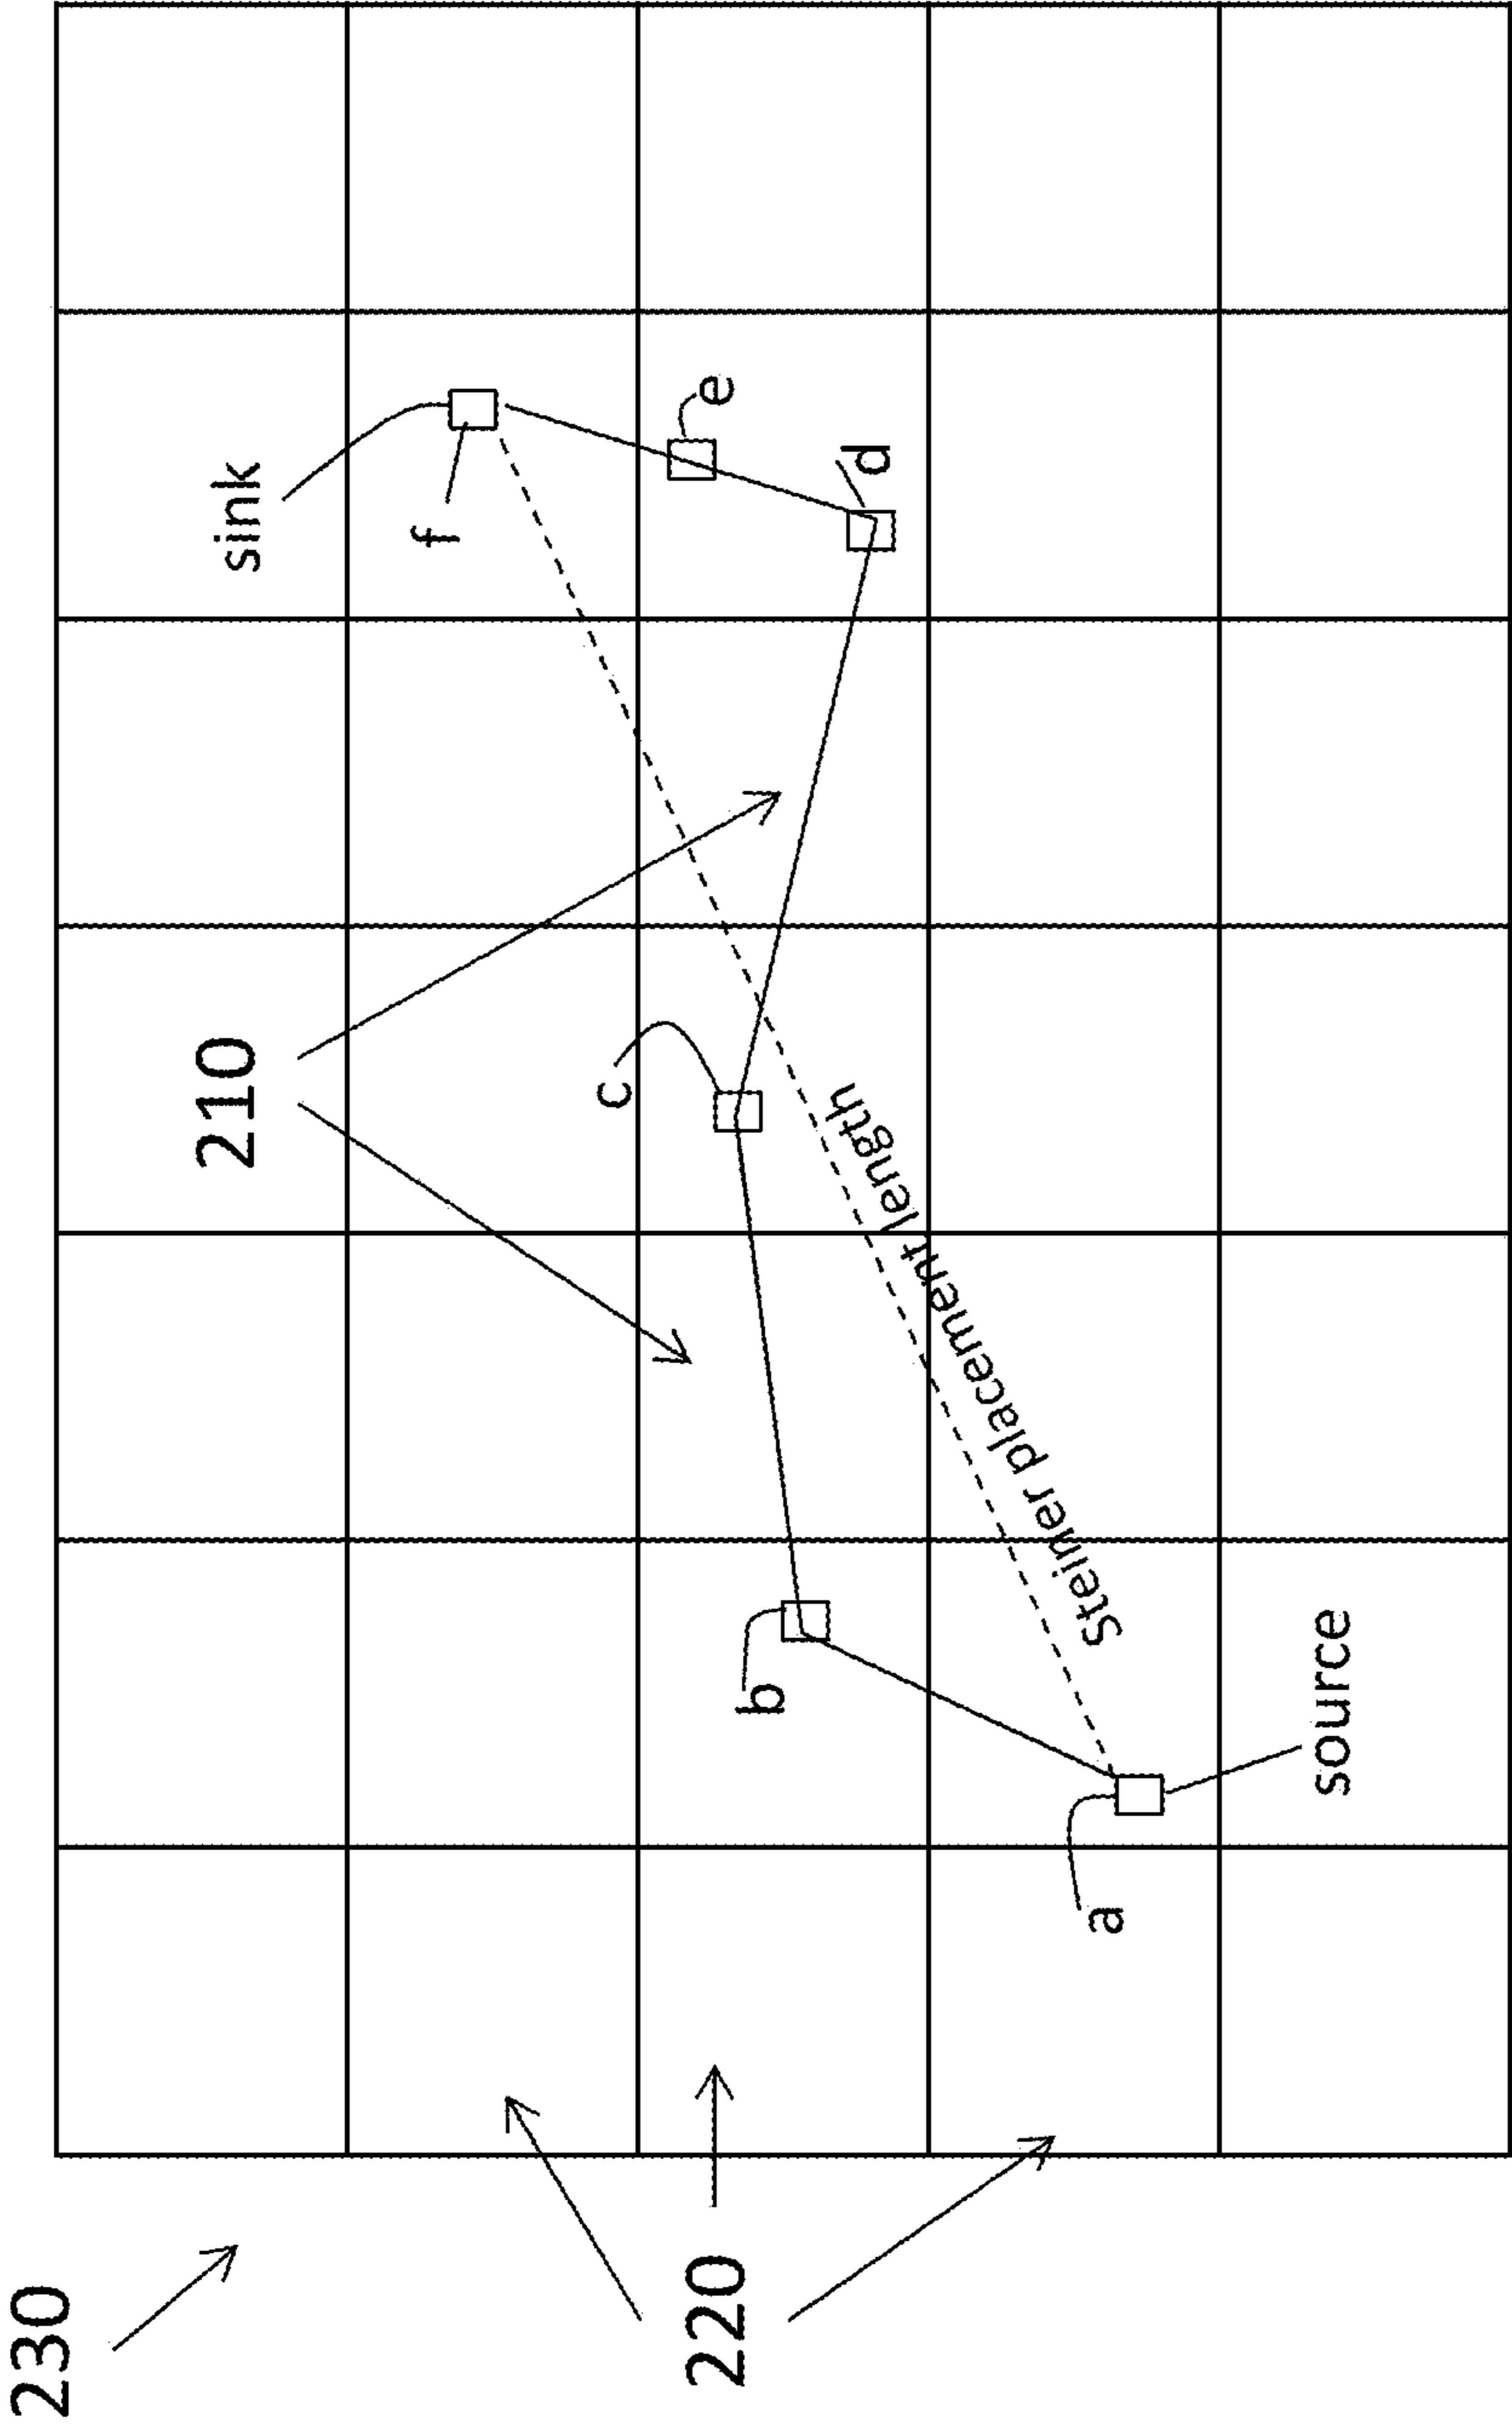 230
210
sink
f
c
220
b
e
d
Steiner placement length
a
source